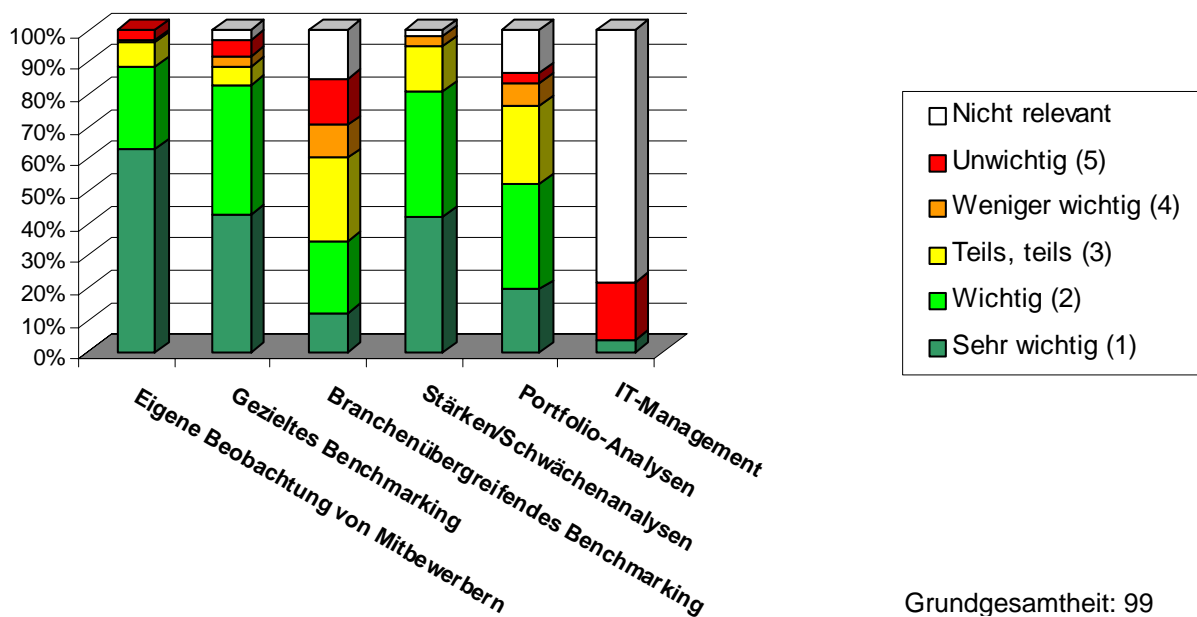 100%
90%
80%
70%
60%
50%
40%
30%
20%
10%
0%
Eigene Beobachtung von Mitbewerbern
Gezieltes Benchmarking
Branchenübergreifendes Benchmarking
Stärken/Schwächenanalysen
Portfolio-Analysen
IT-Management
Nicht relevant
Unwichtig (5)
Weniger wichtig (4)
Teils, teils (3)
Wichtig (2)
Sehr wichtig (1)
Grundgesamtheit: 99